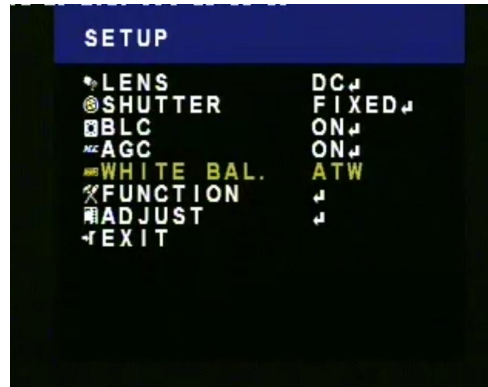 SETUP
LENS DC↲
SHUTTER FIXED↲
BLC ON↲
AGC ON↲
WHITE BAL. ATW
FUNCTION ↲
ADJUST ↲
EXIT